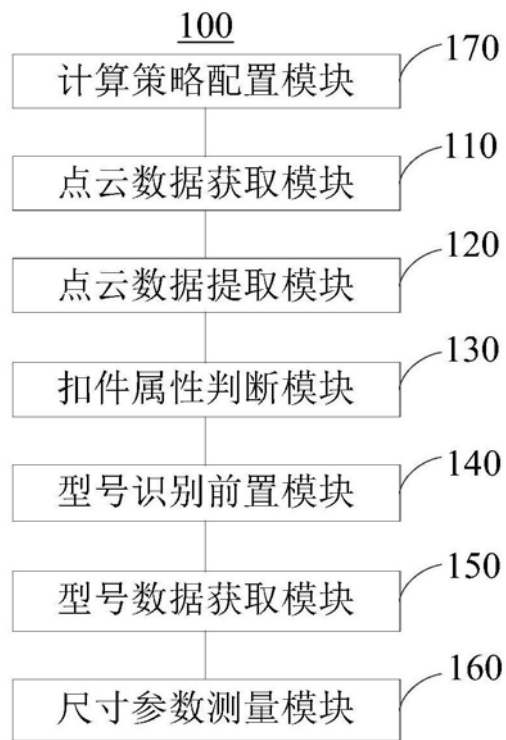 100
计算策略配置模块 170
点云数据获取模块 110
点云数据提取模块 120
扣件属性判断模块 130
型号识别前置模块 140
型号数据获取模块 150
尺寸参数测量模块 160